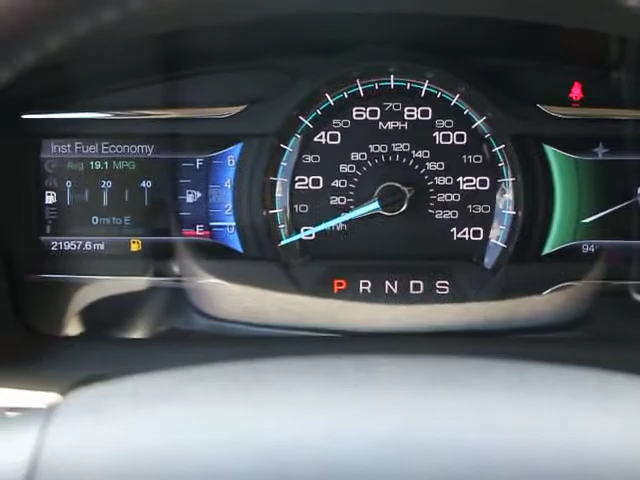 Inst Fuel Economy
Avg 19.1 MPG
0 20 40
0 mi to E
21957.6 mi
F
E
6
4
2
0
0 10 20 30 40 50 60 70 80 90 100 110 120 130 140
MPH
20 40 60 80 100 120 140 160 180 200 220
km/h
P R N D S
94